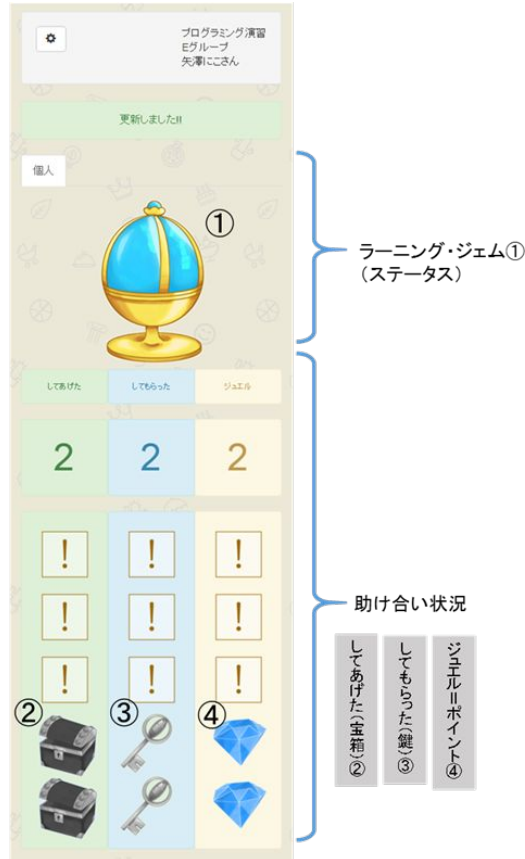 プログラミング演習
Eグループ
矢澤にこさん
更新しました!!
個人
①
ラーニング・ジェム①
(ステータス)
してあげた
してもらった
ジュエル
2
2
2
!
!
!
!
!
!
!
!
!
助け合い状況
②
③
④
してあげた(宝箱)②
してもらった(鍵)③
ジュエル=ポイント④